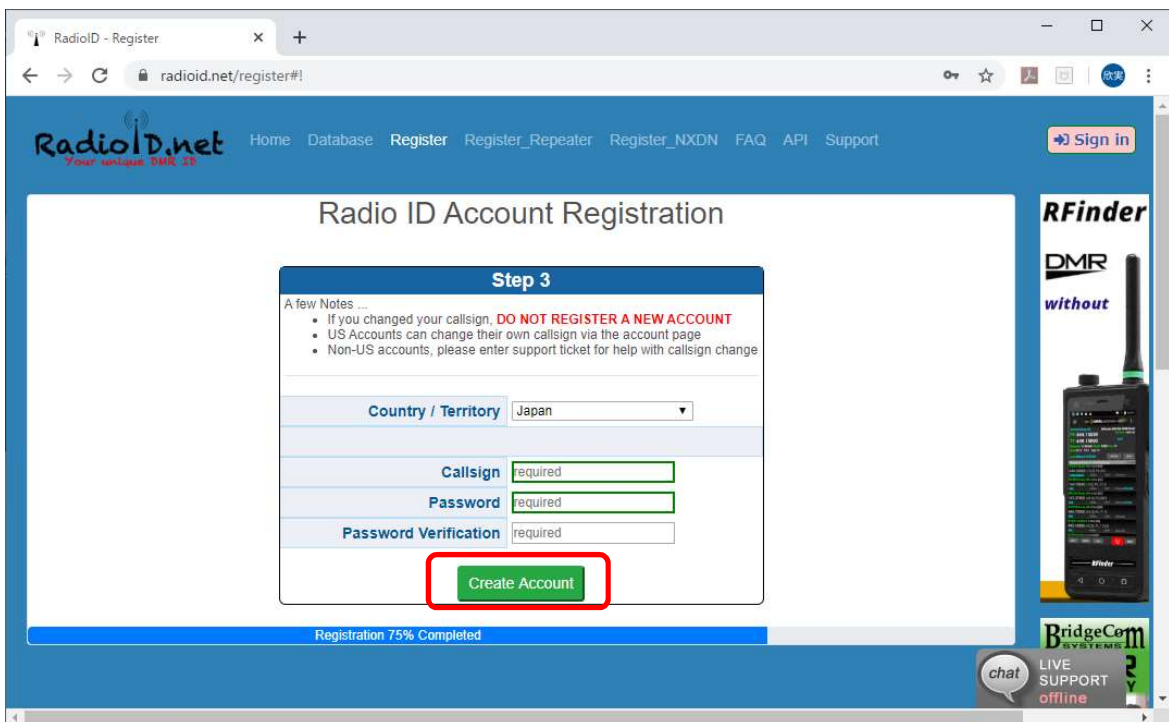 RadioID - Register
radioid.net/register#!
欣実
RadioID.net
Your unique DMR ID
Home Database Register Register_Repeater Register_NXDN FAQ API Support
Sign in
Radio ID Account Registration
Step 3
A few Notes ...
If you changed your callsign, DO NOT REGISTER A NEW ACCOUNT
US Accounts can change their own callsign via the account page
Non-US accounts, please enter support ticket for help with callsign change
Country / Territory Japan
Callsign required
Password required
Password Verification required
Create Account
Registration 75% Completed
RFinder
DMR
without
RFinder
BridgeCom
SYSTEMS
chat
LIVE
SUPPORT
offline